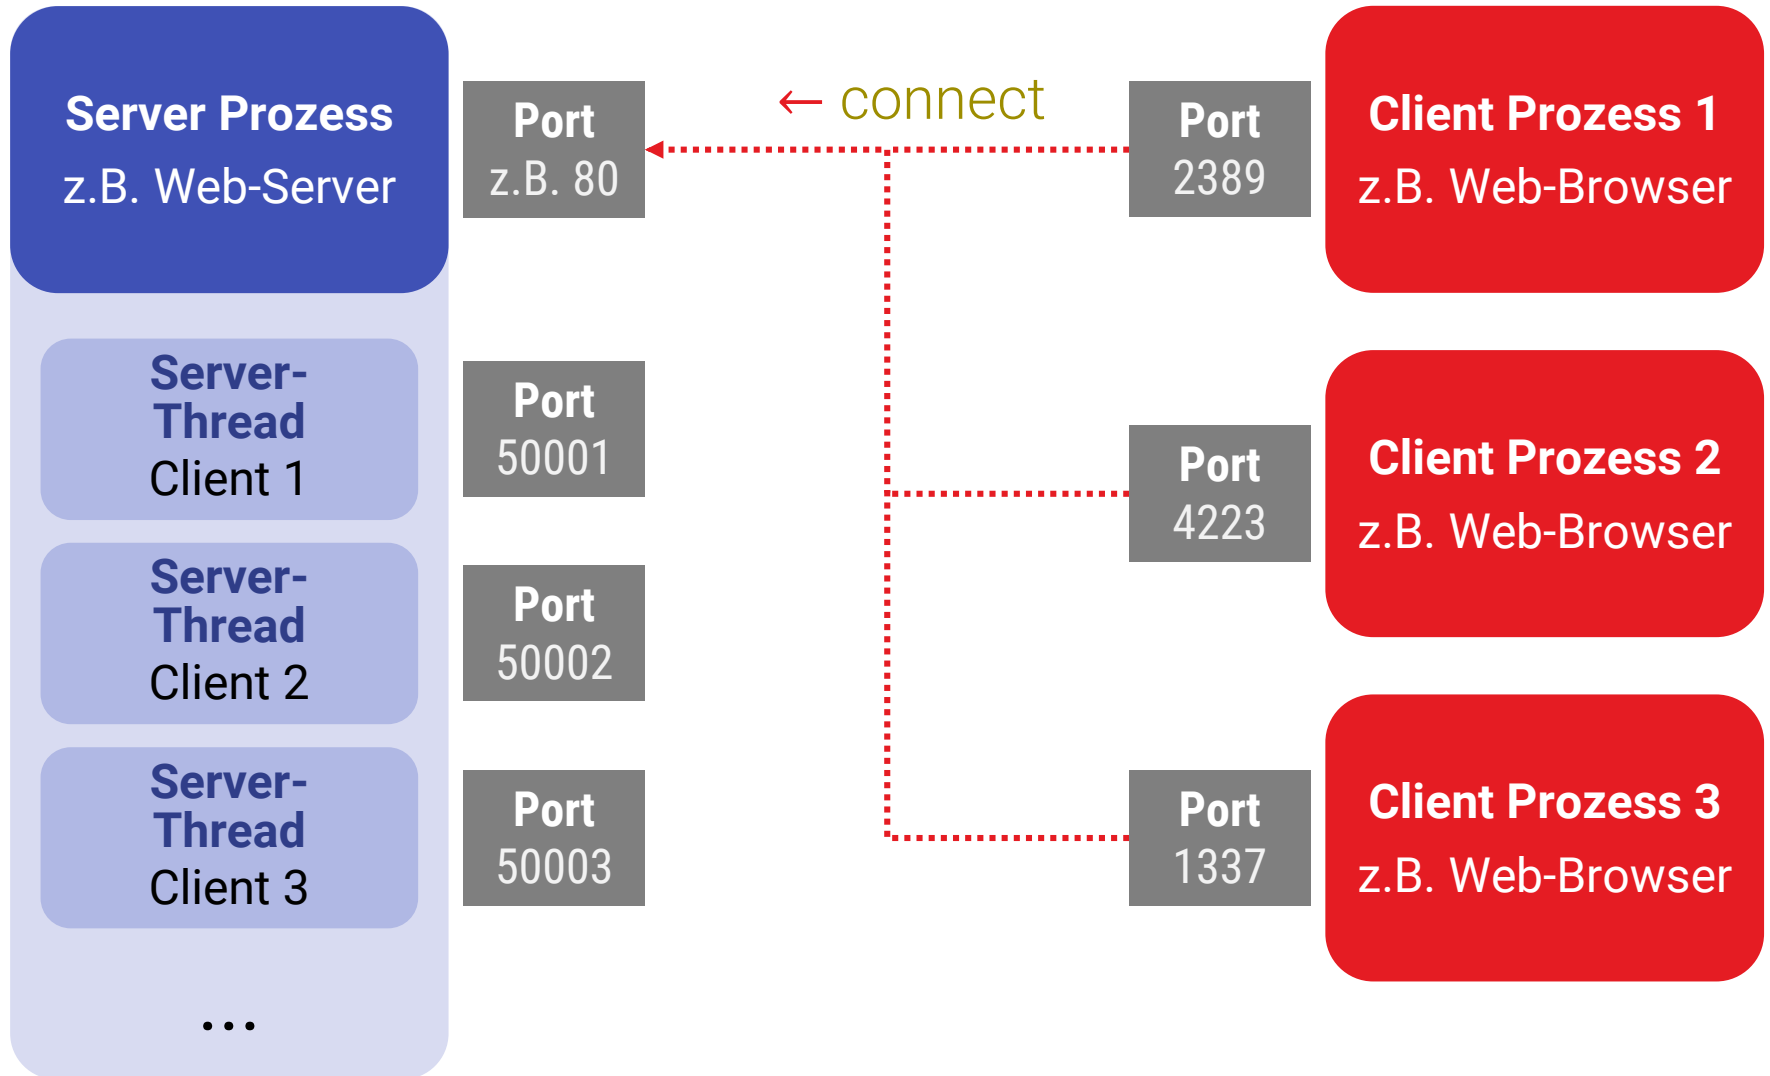 Server Prozess
z.B. Web-Server
Port
z.B. 80
← connect
Port
2389
Client Prozess 1
z.B. Web-Browser
Server-
Thread
Client 1
Port
50001
Port
4223
Client Prozess 2
z.B. Web-Browser
Server-
Thread
Client 2
Port
50002
Server-
Thread
Client 3
Port
50003
Port
1337
Client Prozess 3
z.B. Web-Browser
...